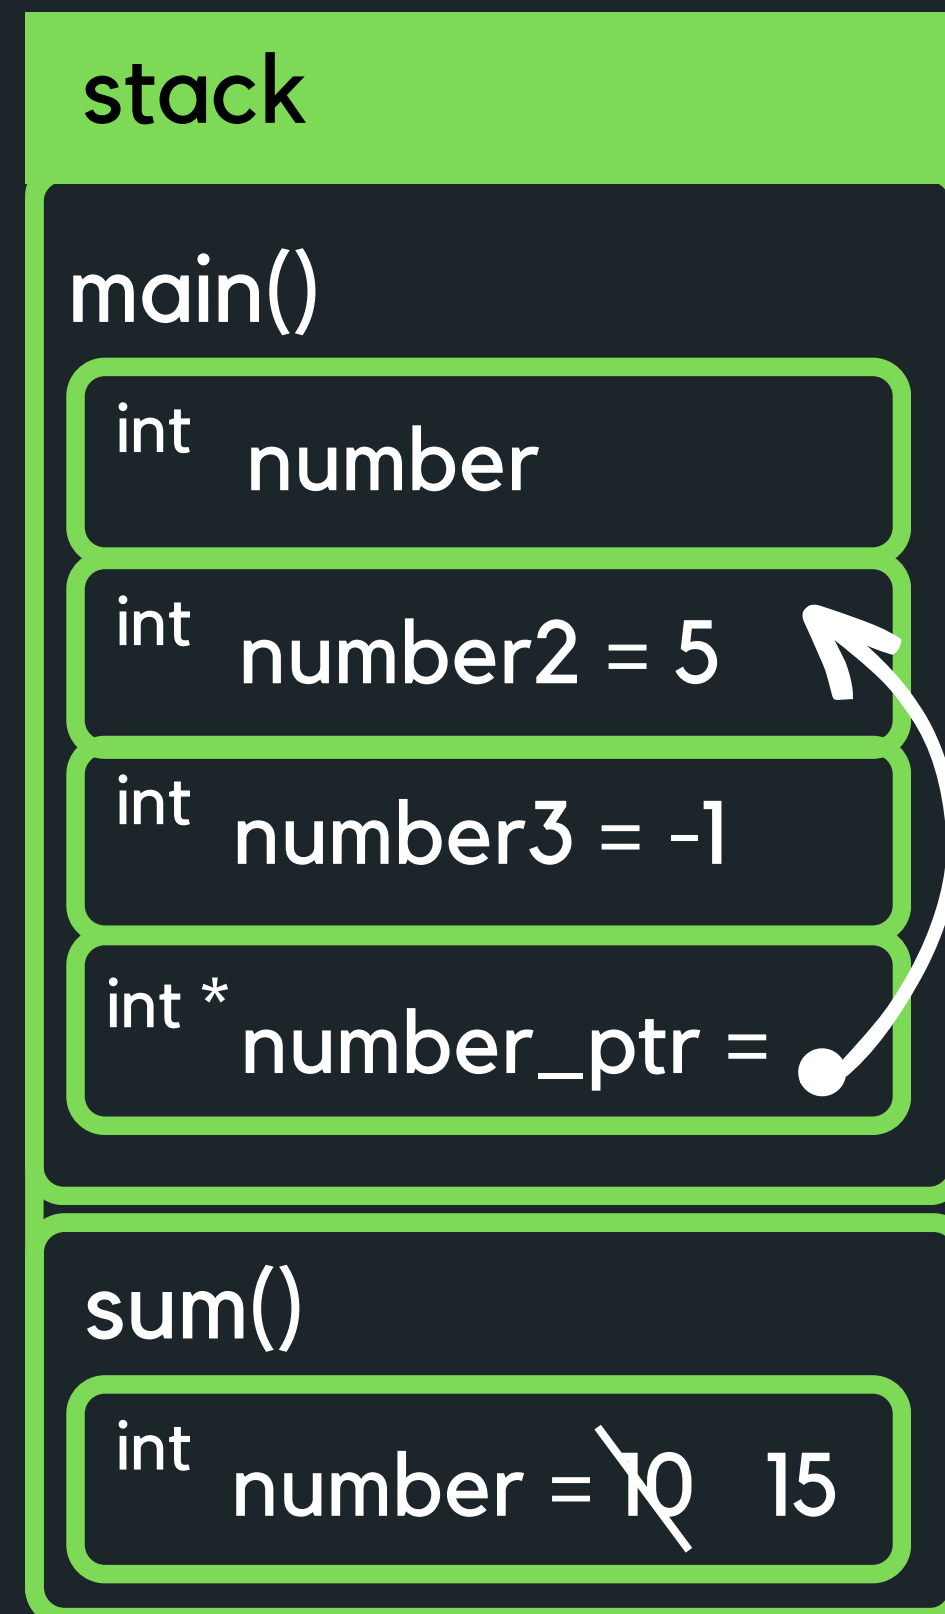 stack
main()
int number
int number2 = 5
int number3 = -1
int * number_ptr =
sum()
int number = 10 15